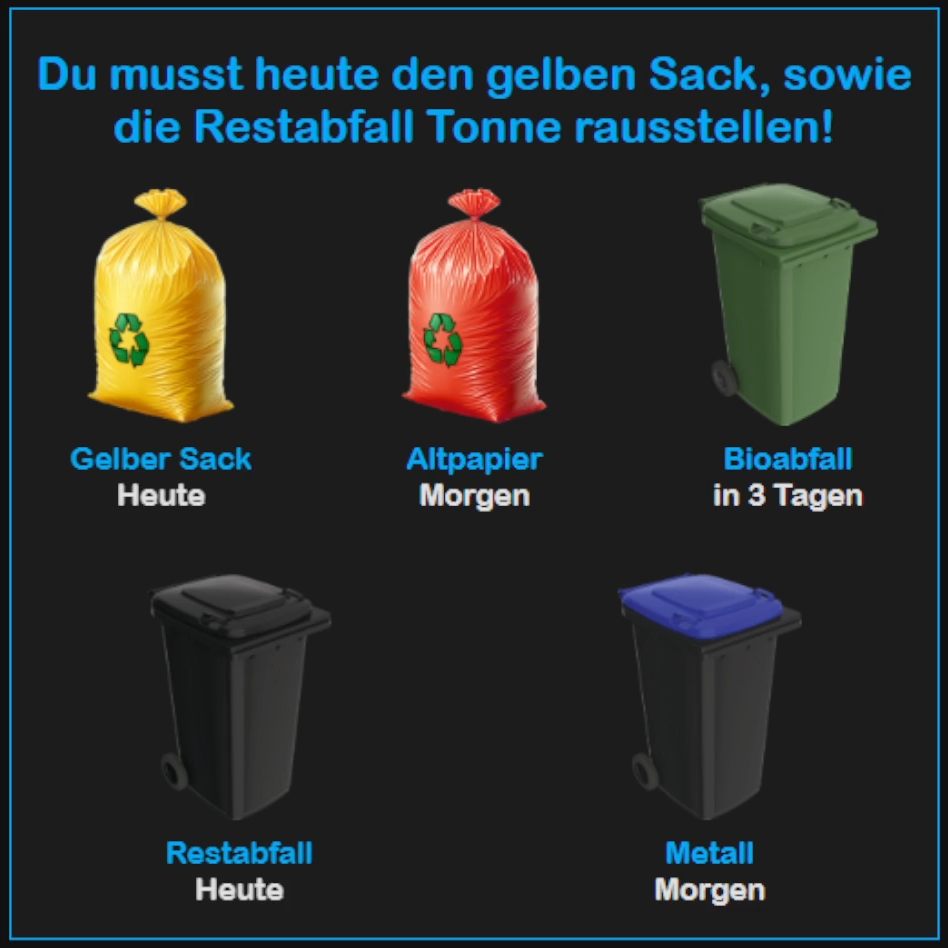 Du musst heute den gelben Sack, sowie
die Restabfall Tonne rausstellen!
Gelber Sack
Heute
Altpapier
Morgen
Bioabfall
in 3 Tagen
Restabfall
Heute
Metall
Morgen